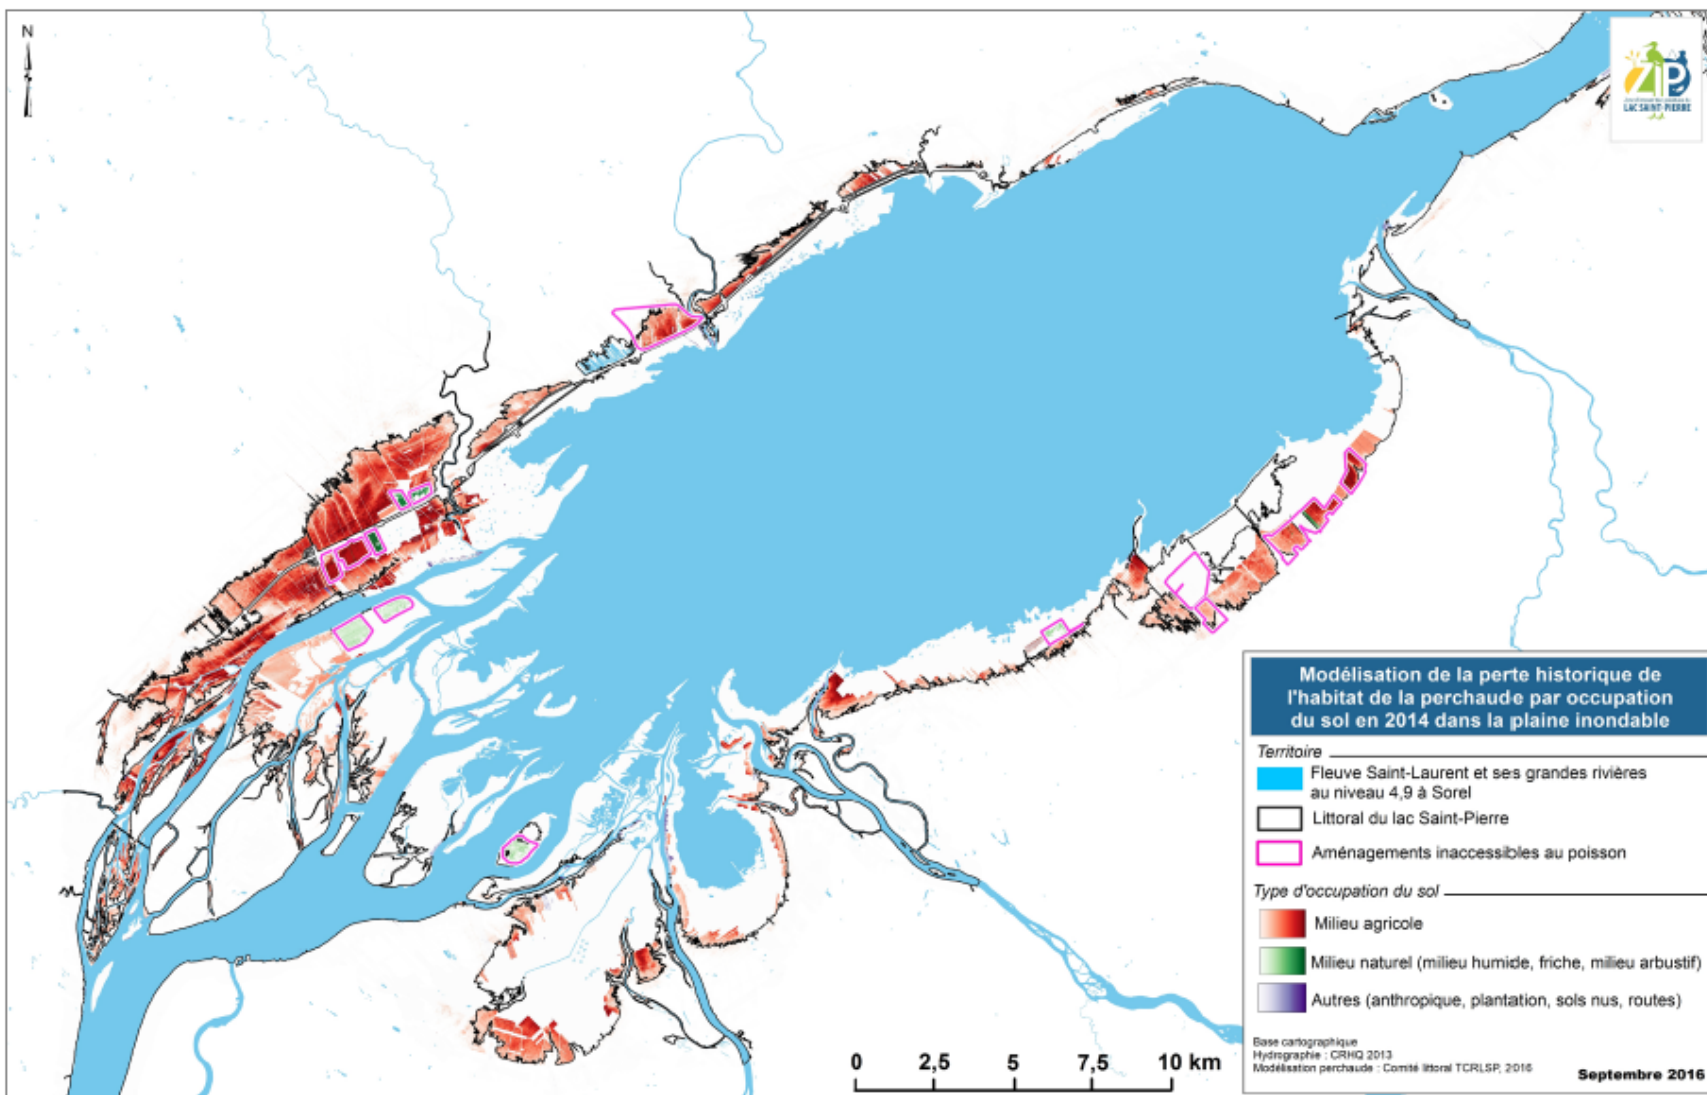 N
ZIP
LAC SAINT-PIERRE
Modélisation de la perte historique de
l'habitat de la perchaude par occupation
du sol en 2014 dans la plaine inondable
Territoire
Fleuve Saint-Laurent et ses grandes rivières
au niveau 4,9 à Sorel
Littoral du lac Saint-Pierre
Aménagements inaccessibles au poisson
Type d'occupation du sol
Milieu agricole
Milieu naturel (milieu humide, friche, milieu arbustif)
Autres (anthropique, plantation, sols nus, routes)
Base cartographique
Hydrographie : CRHQ 2013
Modélisation perchaude : Comité littoral TCRLSP, 2016
Septembre 2016
0 2,5 5 7,5 10 km